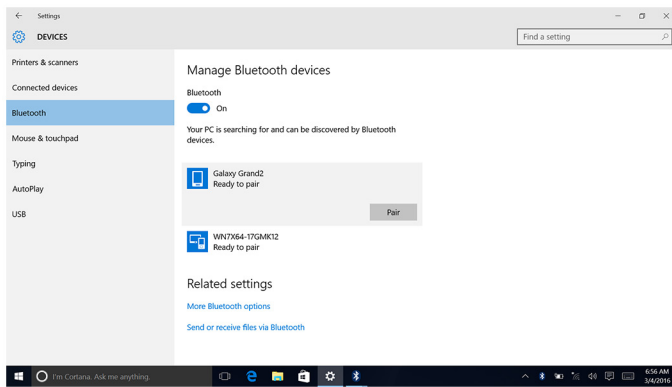 Settings
DEVICES
Find a setting
Printers & scanners
Connected devices
Bluetooth
Mouse & touchpad
Typing
AutoPlay
USB
Manage Bluetooth devices
Bluetooth
On
Your PC is searching for and can be discovered by Bluetooth
devices.
Galaxy Grand2
Ready to pair
Pair
WN7X64-17GMK12
Ready to pair
Related settings
More Bluetooth options
Send or receive files via Bluetooth
I'm Cortana. Ask me anything.
6:56 AM
3/4/2016